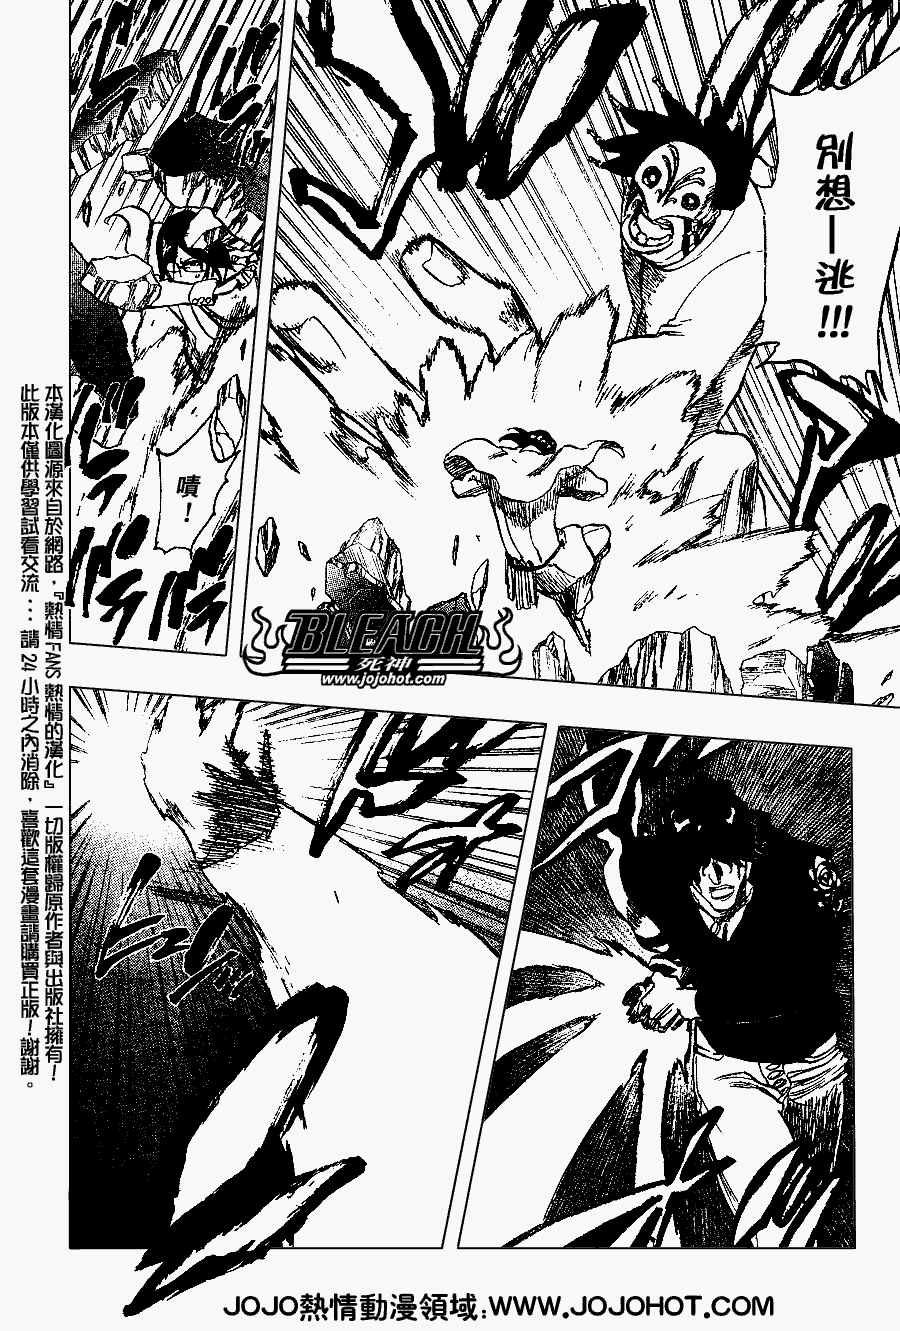 別想—逃!!!
嘖!
BLEACH
死神
www.jojohot.com
本漢化圖源來自於網路，『熱情FANS熱情的漢化』一切版權歸原作者與出版社擁有！
此版本僅供學習試看交流...請24小時之內消除，喜歡這套漫畫請購買正版！謝謝。
JOJO熱情動漫領域:WWW.JOJOHOT.COM